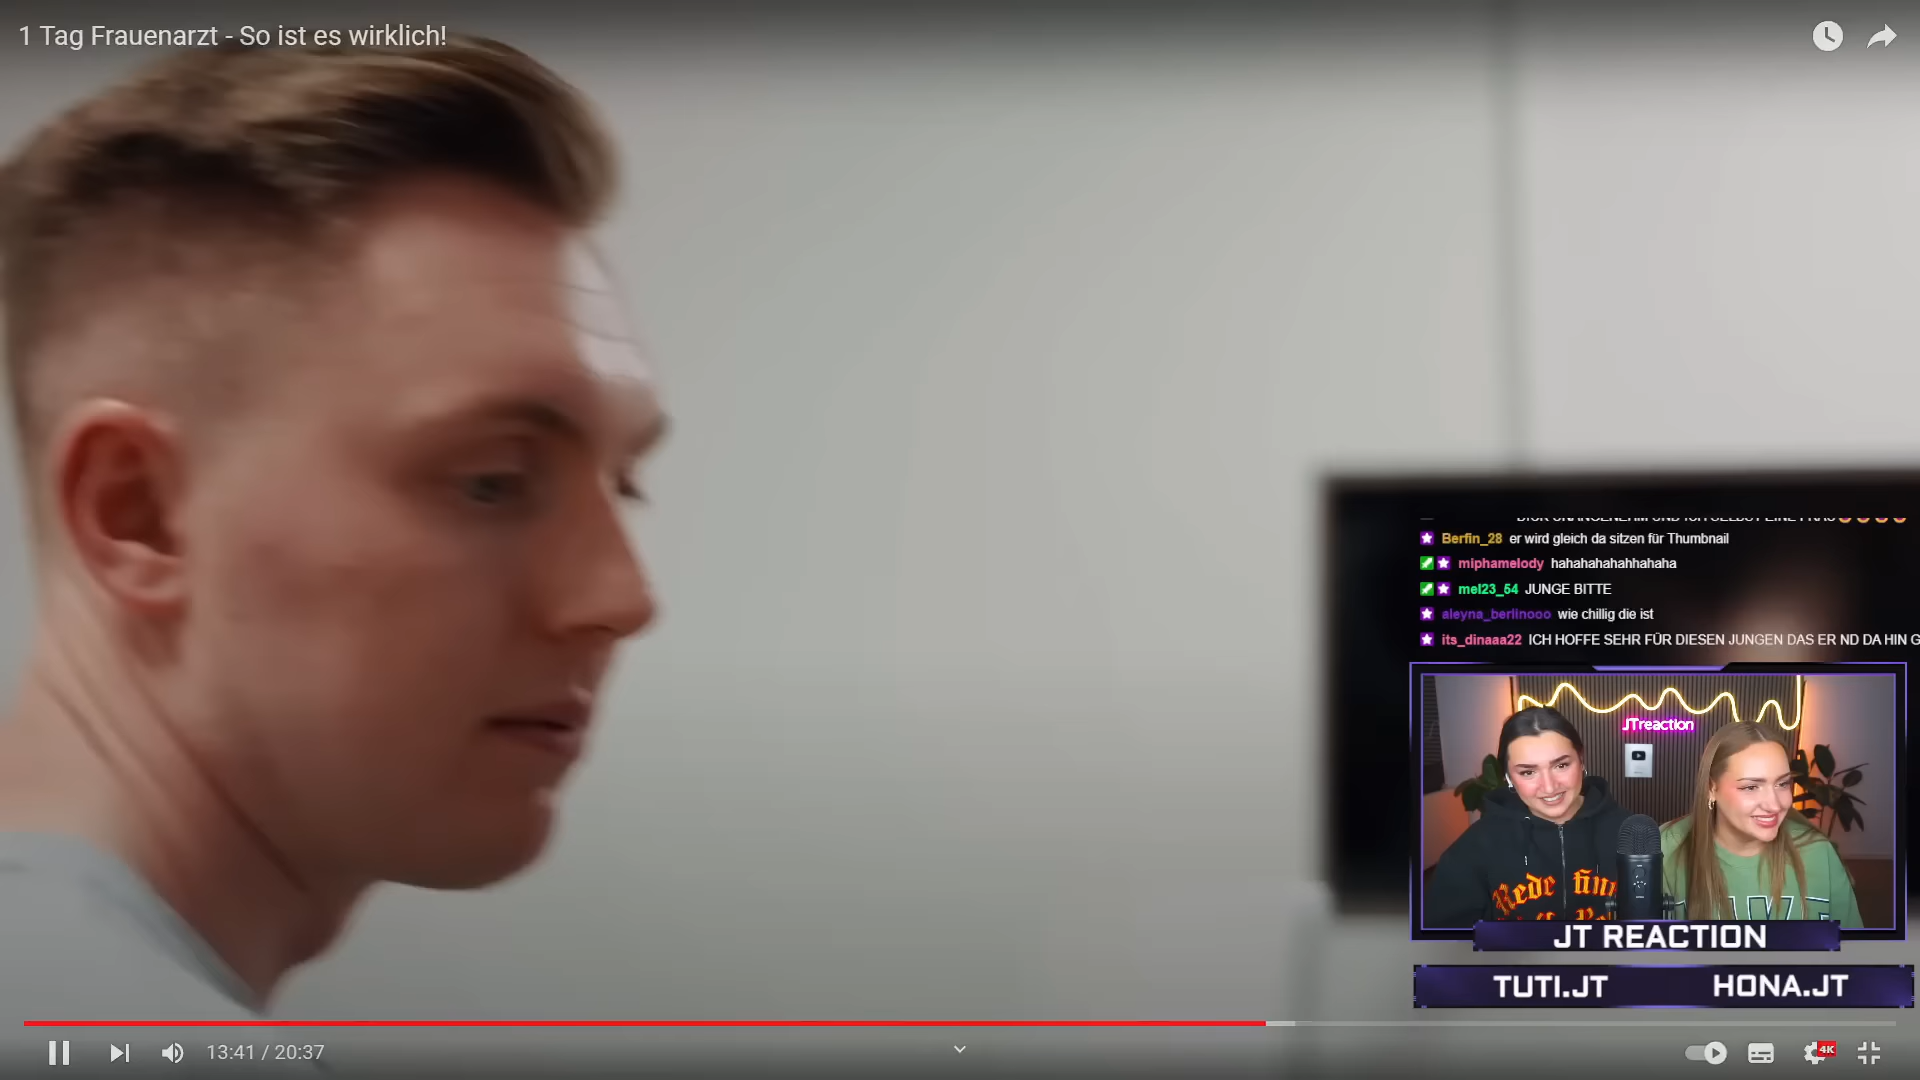 1 Tag Frauenarzt - So ist es wirklich!
Berfin_28 er wird gleich da sitzen für Thumbnail
miphamelody hahahahahahhahaha
mel23_54 JUNGE BITTE
aleyna_berlinooo wie chillig die ist
its_dinaaa22 ICH HOFFE SEHR FÜR DIESEN JUNGEN DAS ER ND DA HIN G
JTreaction
Rede
JT REACTION
TUTI.JT HONA.JT
13:41 / 20:37
4K